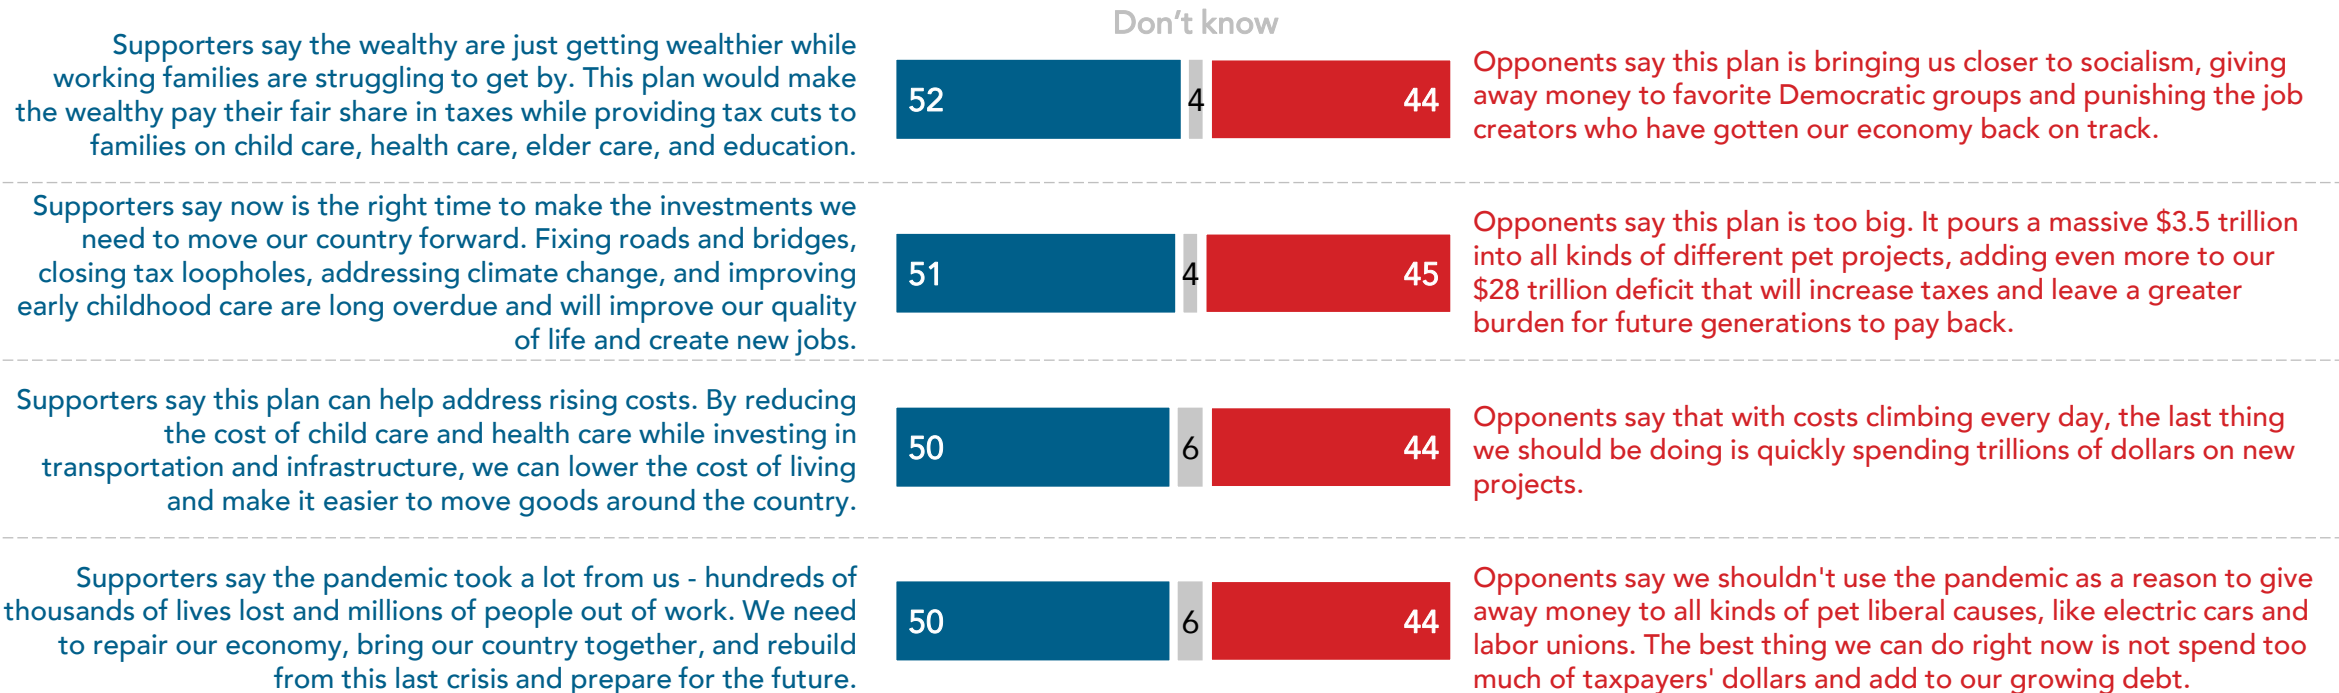 Don't know
Supporters say the wealthy are just getting wealthier while
working families are struggling to get by. This plan would make
the wealthy pay their fair share in taxes while providing tax cuts to
families on child care, health care, elder care, and education.
52
4
44
Opponents say this plan is bringing us closer to socialism, giving
away money to favorite Democratic groups and punishing the job
creators who have gotten our economy back on track.
Supporters say now is the right time to make the investments we
need to move our country forward. Fixing roads and bridges,
closing tax loopholes, addressing climate change, and improving
early childhood care are long overdue and will improve our quality
of life and create new jobs.
51
4
45
Opponents say this plan is too big. It pours a massive $3.5 trillion
into all kinds of different pet projects, adding even more to our
$28 trillion deficit that will increase taxes and leave a greater
burden for future generations to pay back.
Supporters say this plan can help address rising costs. By reducing
the cost of child care and health care while investing in
transportation and infrastructure, we can lower the cost of living
and make it easier to move goods around the country.
50
6
44
Opponents say that with costs climbing every day, the last thing
we should be doing is quickly spending trillions of dollars on new
projects.
Supporters say the pandemic took a lot from us - hundreds of
thousands of lives lost and millions of people out of work. We need
to repair our economy, bring our country together, and rebuild
from this last crisis and prepare for the future.
50
6
44
Opponents say we shouldn't use the pandemic as a reason to give
away money to all kinds of pet liberal causes, like electric cars and
labor unions. The best thing we can do right now is not spend too
much of taxpayers' dollars and add to our growing debt.